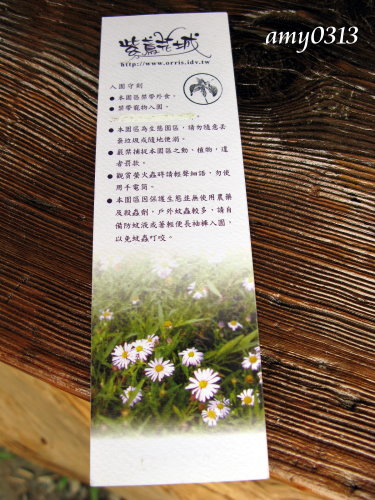 amy0313
紫蔓花城
http://www.orris.idv.tw
入園守則
●本園區禁帶外食。
●禁帶寵物入園。
●本園區為生態園區,請勿隨意丟
棄垃圾或隨地便溺。
●嚴禁捕捉本園區之動、植物,違
者罰款。
●觀賞螢火蟲時請輕聲細語,勿使
用手電筒。
●本園區因保護生態並無使用農藥
及殺蟲劑,戶外蚊蟲較多,請自
備防蚊液或著輕便長袖褲入園,
以免蚊蟲叮咬。